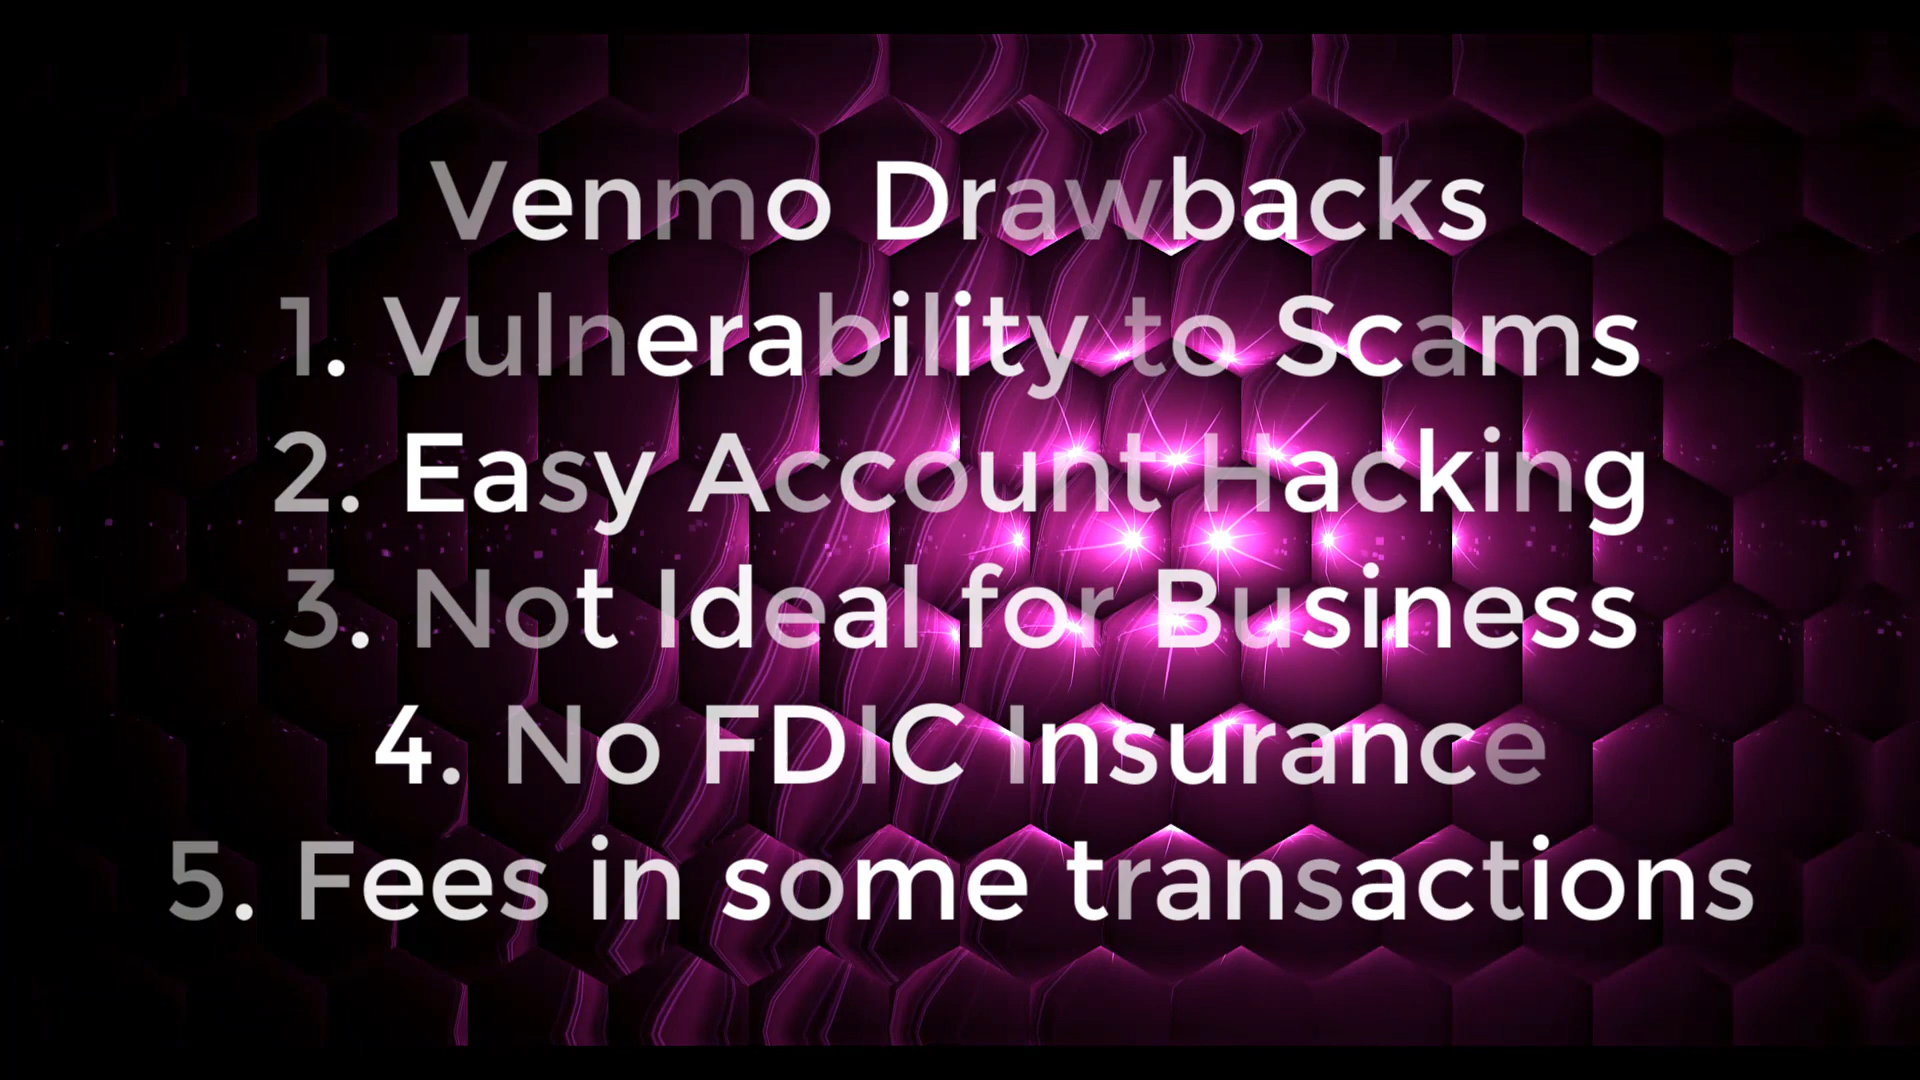 Venmo Drawbacks
1. Vulnerability to Scams
2. Easy Account Hacking
3. Not Ideal for Business
4. No FDIC Insurance
5. Fees in some transactions